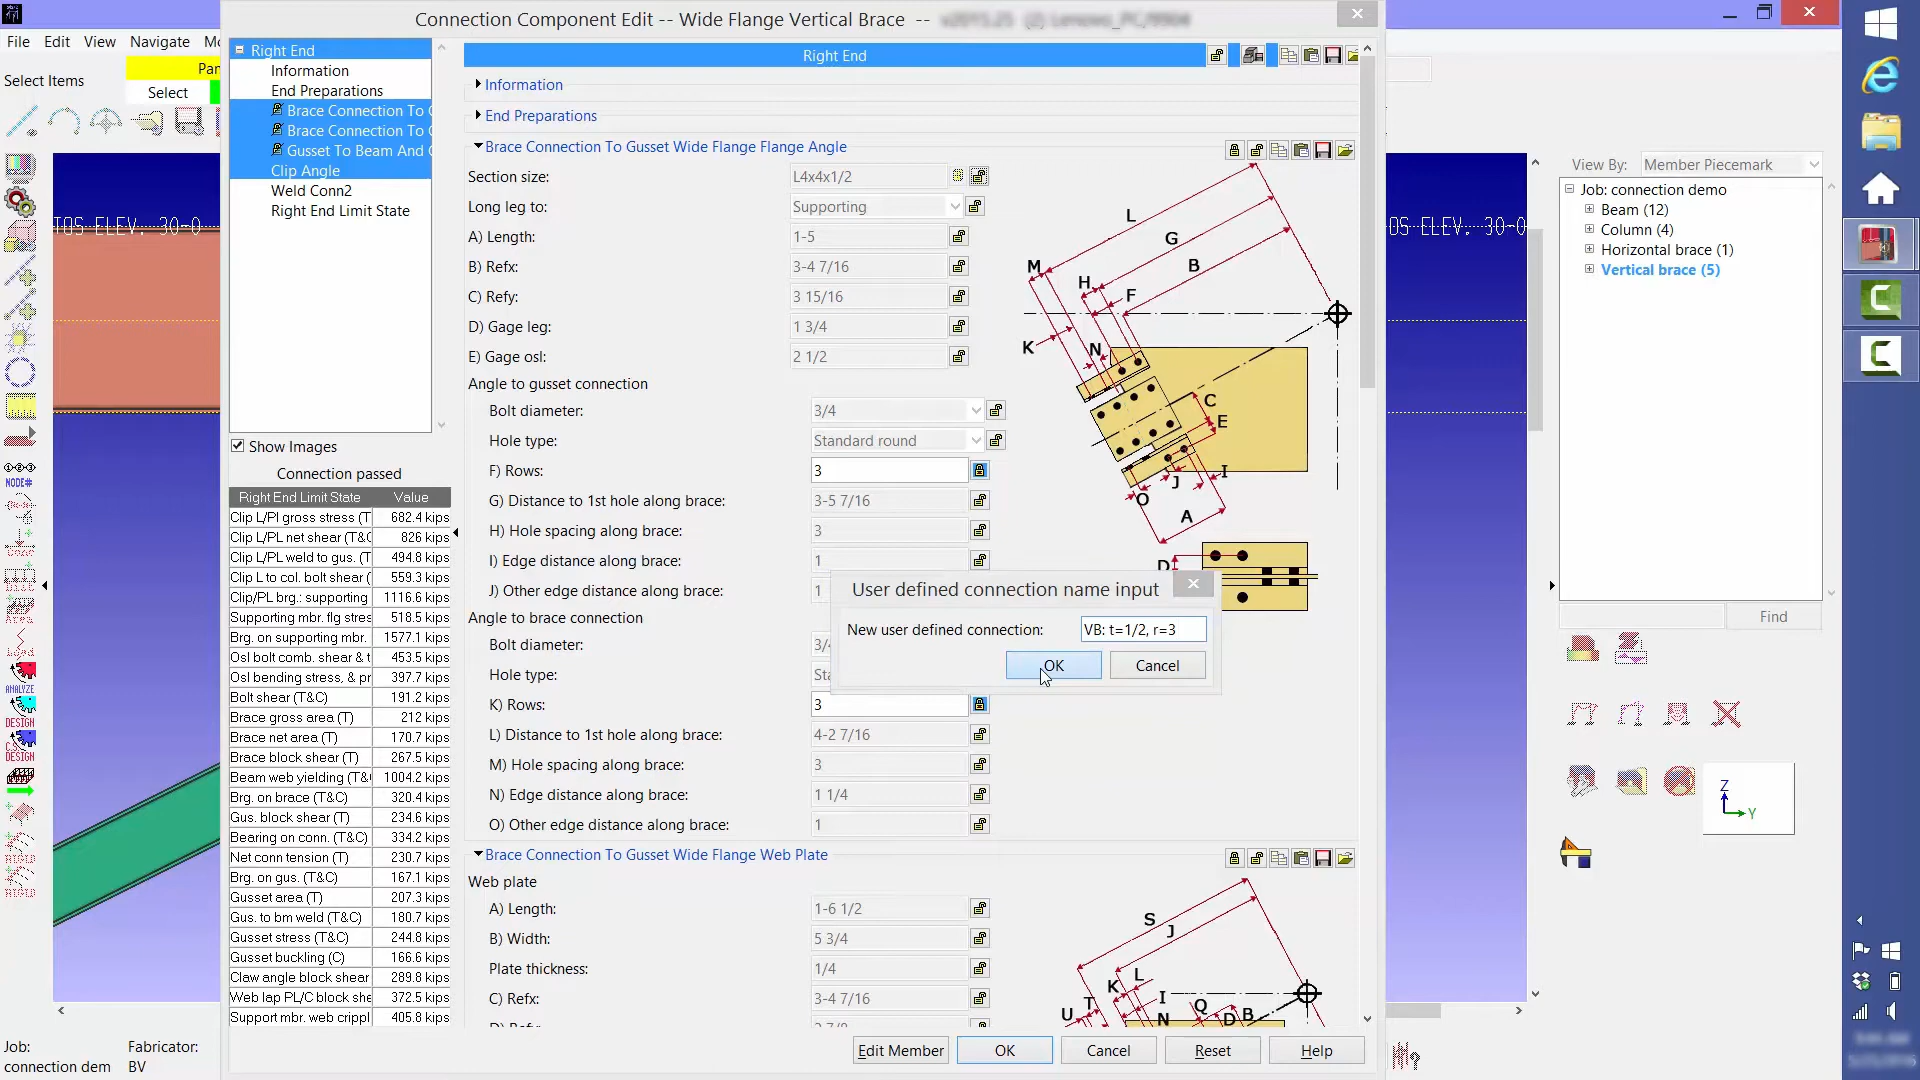 Connection Component Edit -- Wide Flange Vertical Brace --
File Edit View Navigate Mo
Select Items
Pan
Select
TOS ELEV. 30-0
NODE#
ANALYZE
DESIGN
C.S.
DESIGN
RIGID
RIGID
Job:
connection dem
Fabricator:
BV
Right End
Information
End Preparations
Brace Connection To G
Brace Connection To G
Gusset To Beam And C
Clip Angle
Weld Conn2
Right End Limit State
Show Images
Connection passed
Right End Limit State Value
Clip L/Pl gross stress (T 682.4 kips
Clip L/PL net shear (T&C 826 kips
Clip L/PL weld to gus. (T 494.8 kips
Clip L to col. bolt shear ( 559.3 kips
Clip/PL brg.: supporting 1116.6 kips
Supporting mbr. flg stres 518.5 kips
Brg. on supporting mbr. 1577.1 kips
Osl bolt comb. shear & t 453.5 kips
Osl bending stress, & pr 397.7 kips
Bolt shear (T&C) 191.2 kips
Brace gross area (T) 212 kips
Brace net area (T) 170.7 kips
Brace block shear (T) 267.5 kips
Beam web yielding (T&C 1004.2 kips
Brg. on brace (T&C) 320.4 kips
Gus. block shear (T) 234.6 kips
Bearing on conn. (T&C) 334.2 kips
Net conn tension (T) 230.7 kips
Brg. on gus. (T&C) 167.1 kips
Gusset area (T) 207.3 kips
Gus. to bm weld (T&C) 180.7 kips
Gusset stress (T&C) 244.8 kips
Gusset buckling (C) 166.6 kips
Claw angle block shear 289.8 kips
Web lap PL/C block she 372.5 kips
Support mbr. web crippl 405.8 kips
Right End
Information
End Preparations
Brace Connection To Gusset Wide Flange Flange Angle
Section size: L4x4x1/2
Long leg to: Supporting
A) Length: 1-5
B) Refx: 3-4 7/16
C) Refy: 3 15/16
D) Gage leg: 1 3/4
E) Gage osl: 2 1/2
Angle to gusset connection
Bolt diameter: 3/4
Hole type: Standard round
F) Rows: 3
G) Distance to 1st hole along brace: 3-5 7/16
H) Hole spacing along brace: 3
I) Edge distance along brace: 1
J) Other edge distance along brace: 1
Angle to brace connection
Bolt diameter: 3/4
Hole type: Sta
K) Rows: 3
L) Distance to 1st hole along brace: 4-2 7/16
M) Hole spacing along brace: 3
N) Edge distance along brace: 1 1/4
O) Other edge distance along brace: 1
Brace Connection To Gusset Wide Flange Web Plate
Web plate
A) Length: 1-6 1/2
B) Width: 5 3/4
Plate thickness: 1/4
C) Refx: 3-4 7/16
L
G
M
B
H
F
K
N
C
E
I
J
O
A
D
S
J
L
K
I
T
Q
U
N
D
B
User defined connection name input
New user defined connection: VB: t=1/2, r=3
OK Cancel
Edit Member OK Cancel Reset Help
OS ELEV. 30-0
View By: Member Piecemark
Job: connection demo
Beam (12)
Column (4)
Horizontal brace (1)
Vertical brace (5)
Find
Z
Y